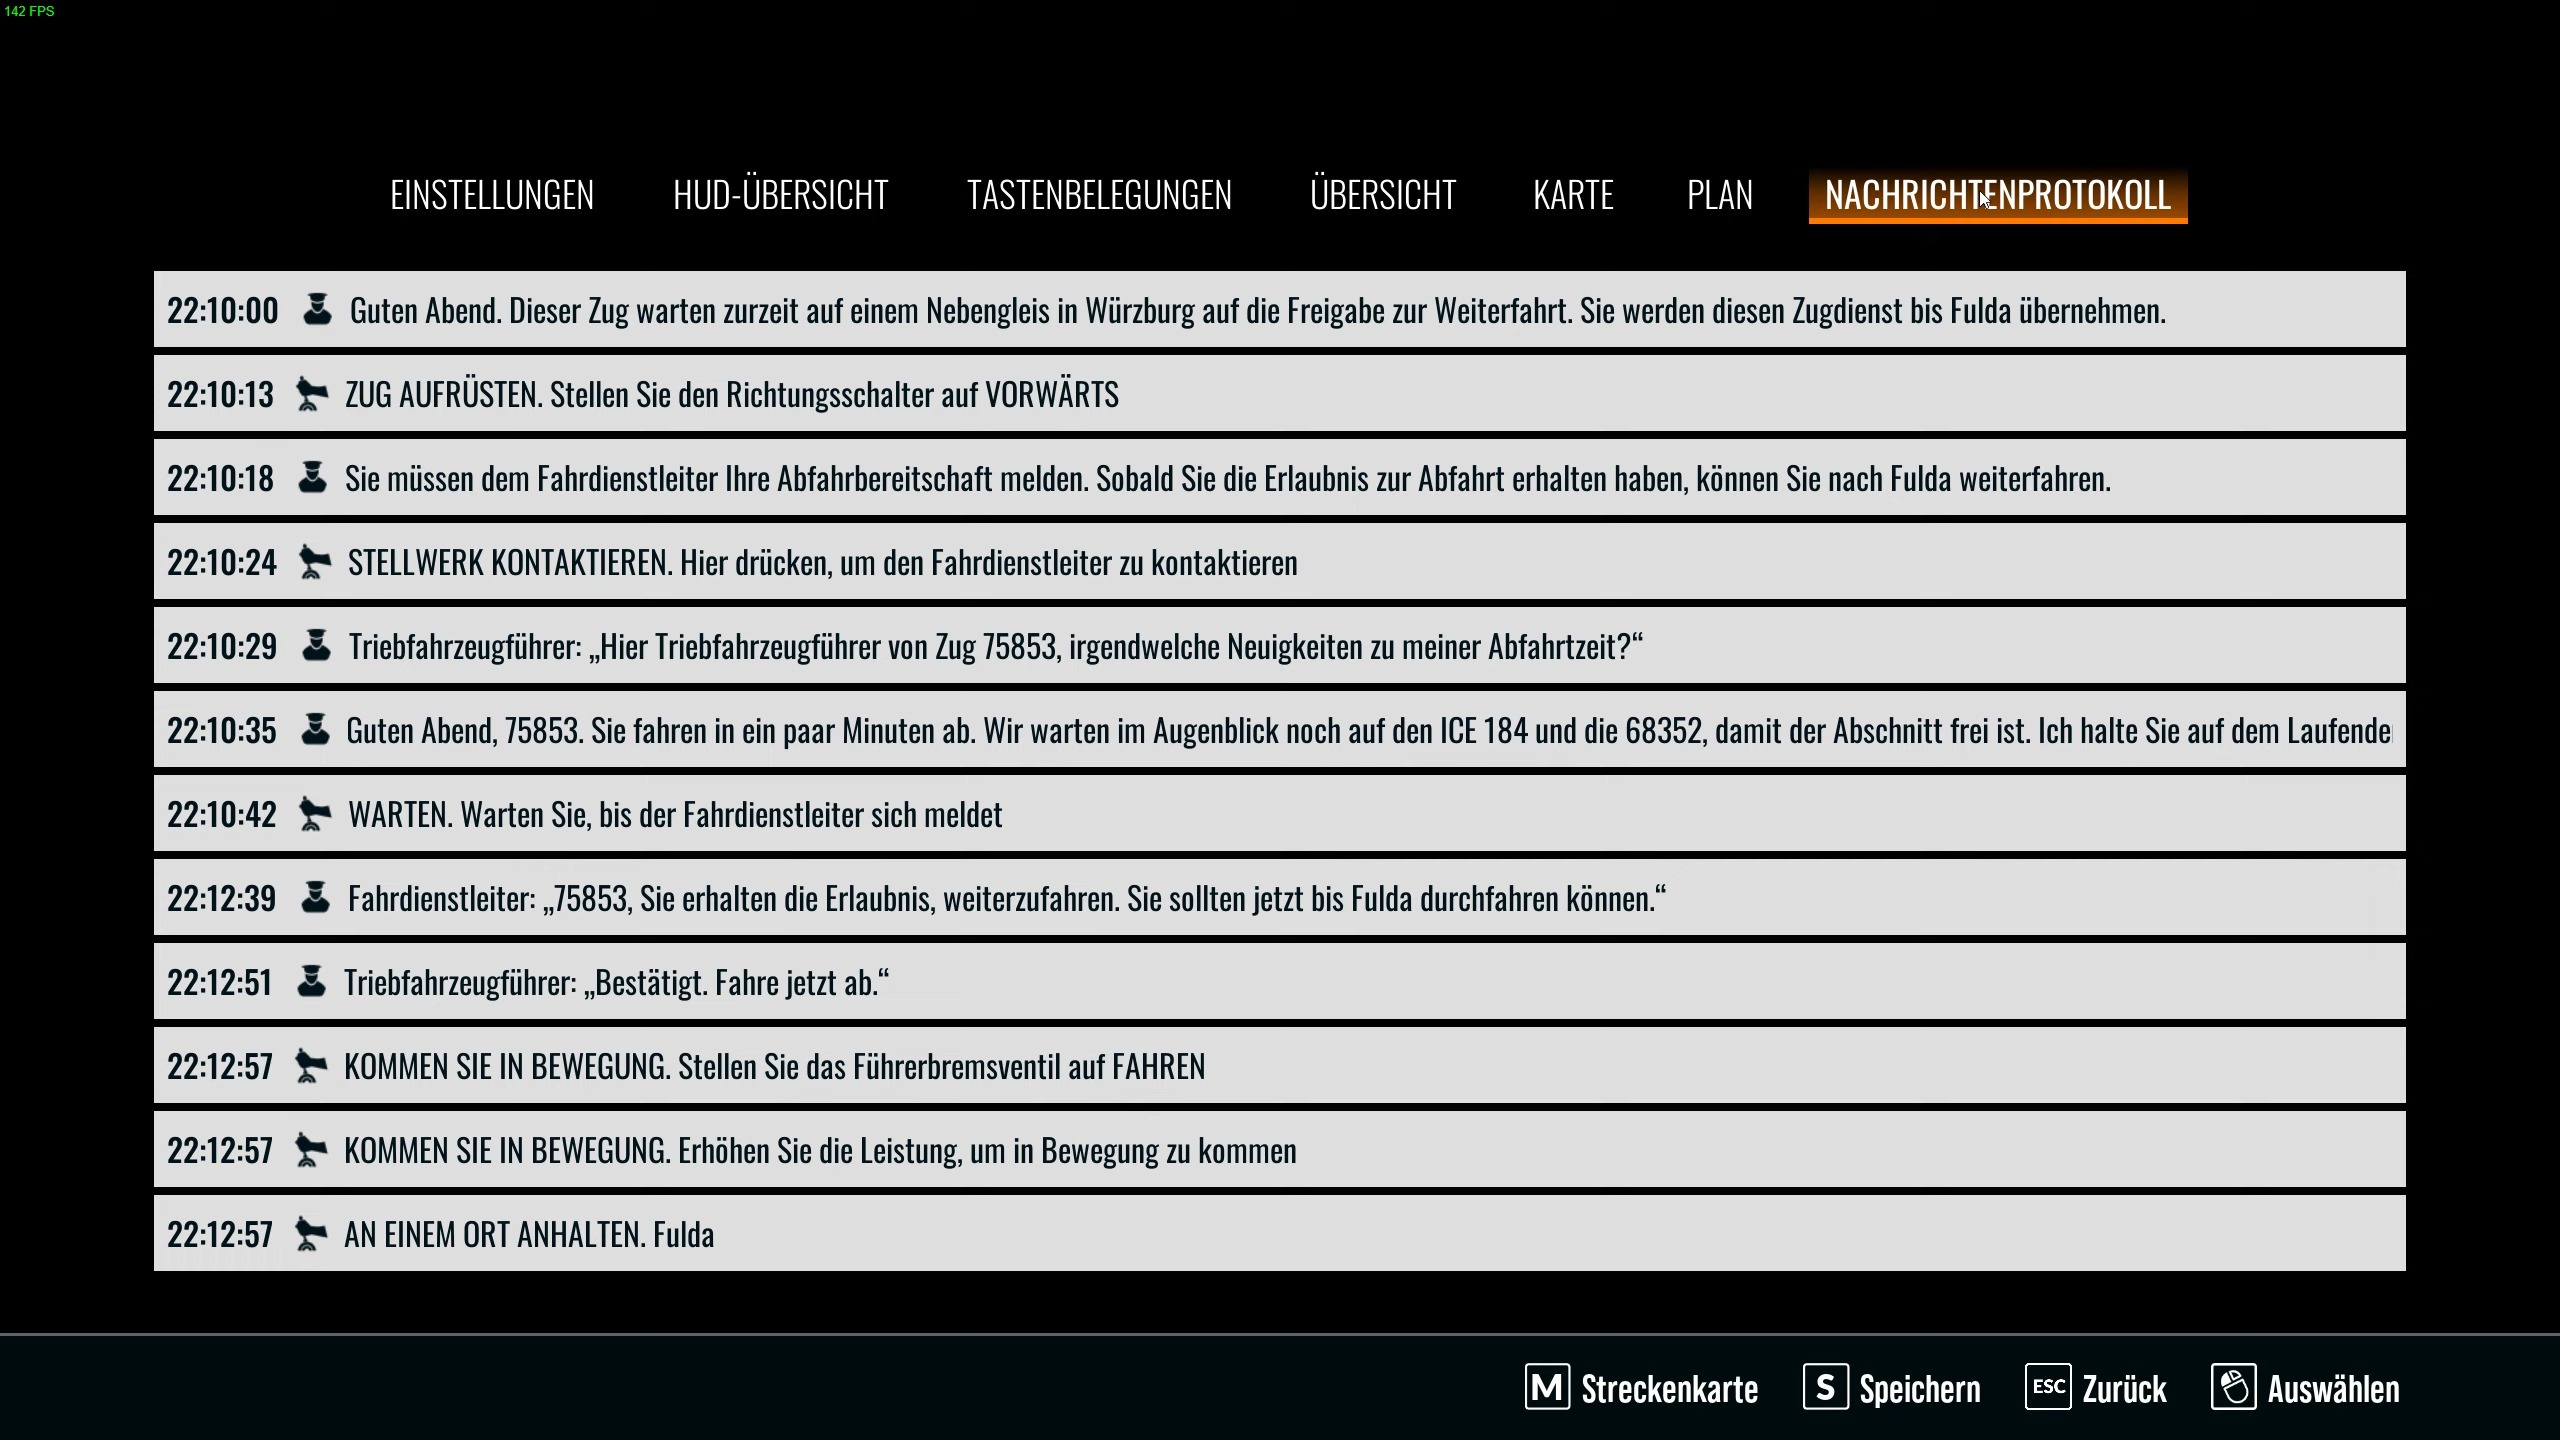 142 FPS
EINSTELLUNGEN HUD-ÜBERSICHT TASTENBELEGUNGEN ÜBERSICHT KARTE PLAN NACHRICHTENPROTOKOLL
22:10:00 Guten Abend. Dieser Zug warten zurzeit auf einem Nebengleis in Würzburg auf die Freigabe zur Weiterfahrt. Sie werden diesen Zugdienst bis Fulda übernehmen.
22:10:13 ZUG AUFRÜSTEN. Stellen Sie den Richtungsschalter auf VORWÄRTS
22:10:18 Sie müssen dem Fahrdienstleiter Ihre Abfahrbereitschaft melden. Sobald Sie die Erlaubnis zur Abfahrt erhalten haben, können Sie nach Fulda weiterfahren.
22:10:24 STELLWERK KONTAKTIEREN. Hier drücken, um den Fahrdienstleiter zu kontaktieren
22:10:29 Triebfahrzeugführer: „Hier Triebfahrzeugführer von Zug 75853, irgendwelche Neuigkeiten zu meiner Abfahrtzeit?“
22:10:35 Guten Abend, 75853. Sie fahren in ein paar Minuten ab. Wir warten im Augenblick noch auf den ICE 184 und die 68352, damit der Abschnitt frei ist. Ich halte Sie auf dem Laufende
22:10:42 WARTEN. Warten Sie, bis der Fahrdienstleiter sich meldet
22:12:39 Fahrdienstleiter: „75853, Sie erhalten die Erlaubnis, weiterzufahren. Sie sollten jetzt bis Fulda durchfahren können.“
22:12:51 Triebfahrzeugführer: „Bestätigt. Fahre jetzt ab.“
22:12:57 KOMMEN SIE IN BEWEGUNG. Stellen Sie das Führerbremsventil auf FAHREN
22:12:57 KOMMEN SIE IN BEWEGUNG. Erhöhen Sie die Leistung, um in Bewegung zu kommen
22:12:57 AN EINEM ORT ANHALTEN. Fulda
M Streckenkarte S Speichern ESC Zurück Auswählen